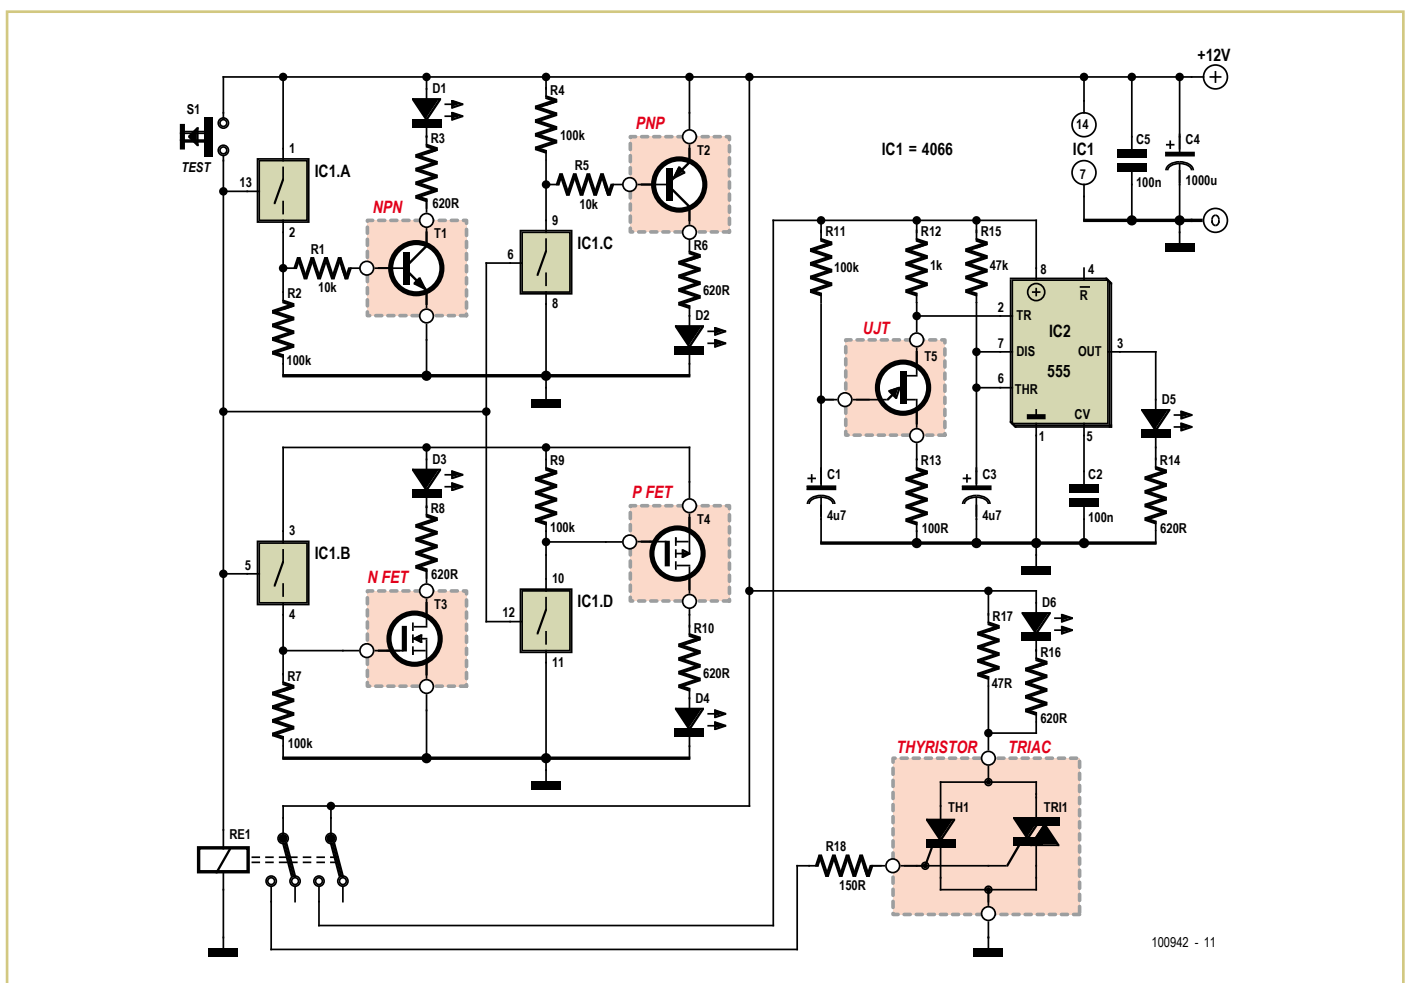 +12V
S1
TEST
13
1
IC1.A
2
R1
10k
R2
100k
D1
R3
620R
NPN
T1
R4
100k
R5
10k
9
6
IC1.C
8
PNP
T2
R6
620R
D2
IC1 = 4066
14
IC1
7
C5
100n
C4
1000u
0
R11
100k
R12
1k
R15
47k
8
4
R
2
TR
IC2
7
DIS
OUT
3
555
6
THR
CV
1
5
UJT
T5
D5
C1
4u7
R13
100R
C3
4u7
C2
100n
R14
620R
3
5
IC1.B
4
R7
100k
D3
R8
620R
N FET
T3
R9
100k
10
12
IC1.D
11
P FET
T4
R10
620R
D4
R17
47R
D6
R16
620R
THYRISTOR
TRIAC
TH1
TRI1
R18
150R
RE1
100942 - 11